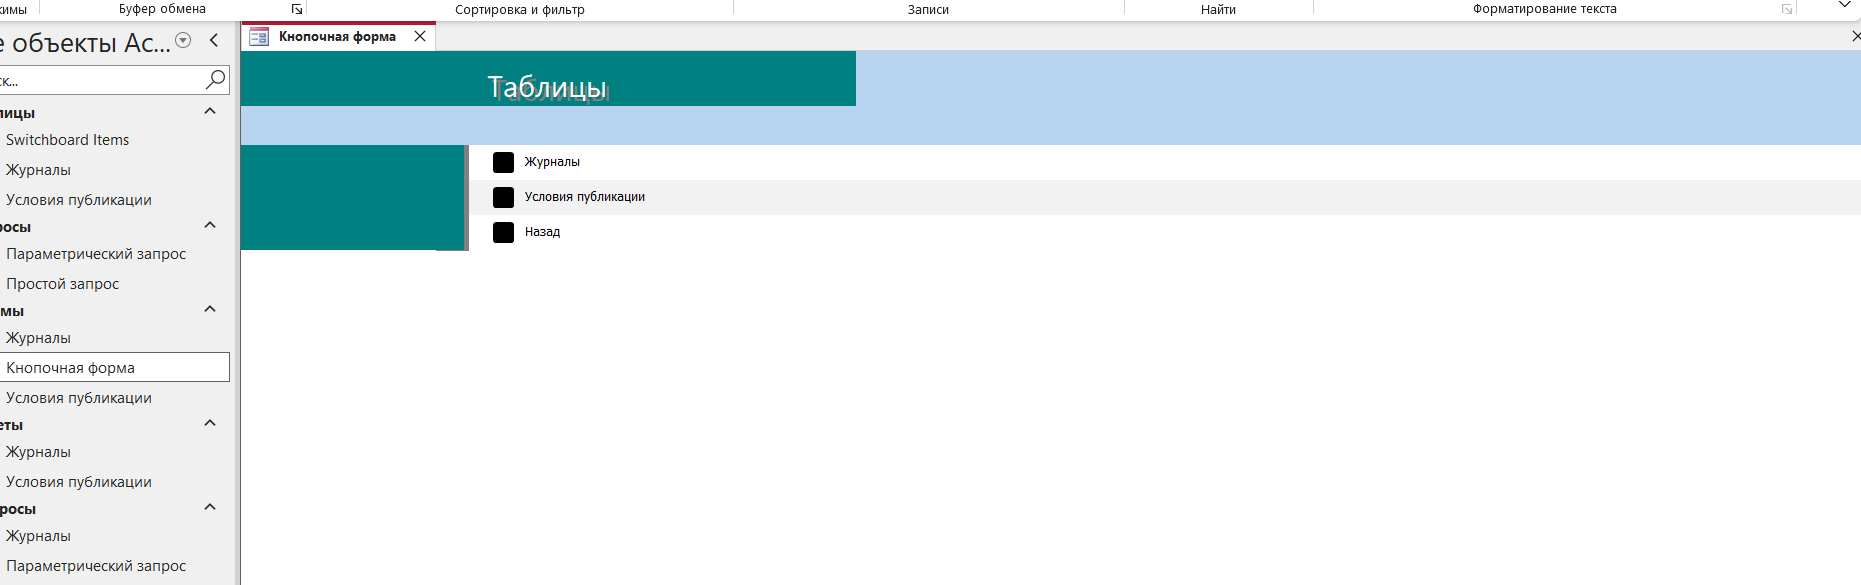 жимы Буфер обмена Сортировка и фильтр Записи Найти Форматирование текста
е объекты Ac...
Кнопочная форма
Таблицы
ск...
лицы
Switchboard Items
Журналы
Условия публикации
росы
Параметрический запрос
Простой запрос
мы
Журналы
Кнопочная форма
Условия публикации
еты
Журналы
Условия публикации
росы
Журналы
Параметрический запрос
Журналы
Условия публикации
Назад